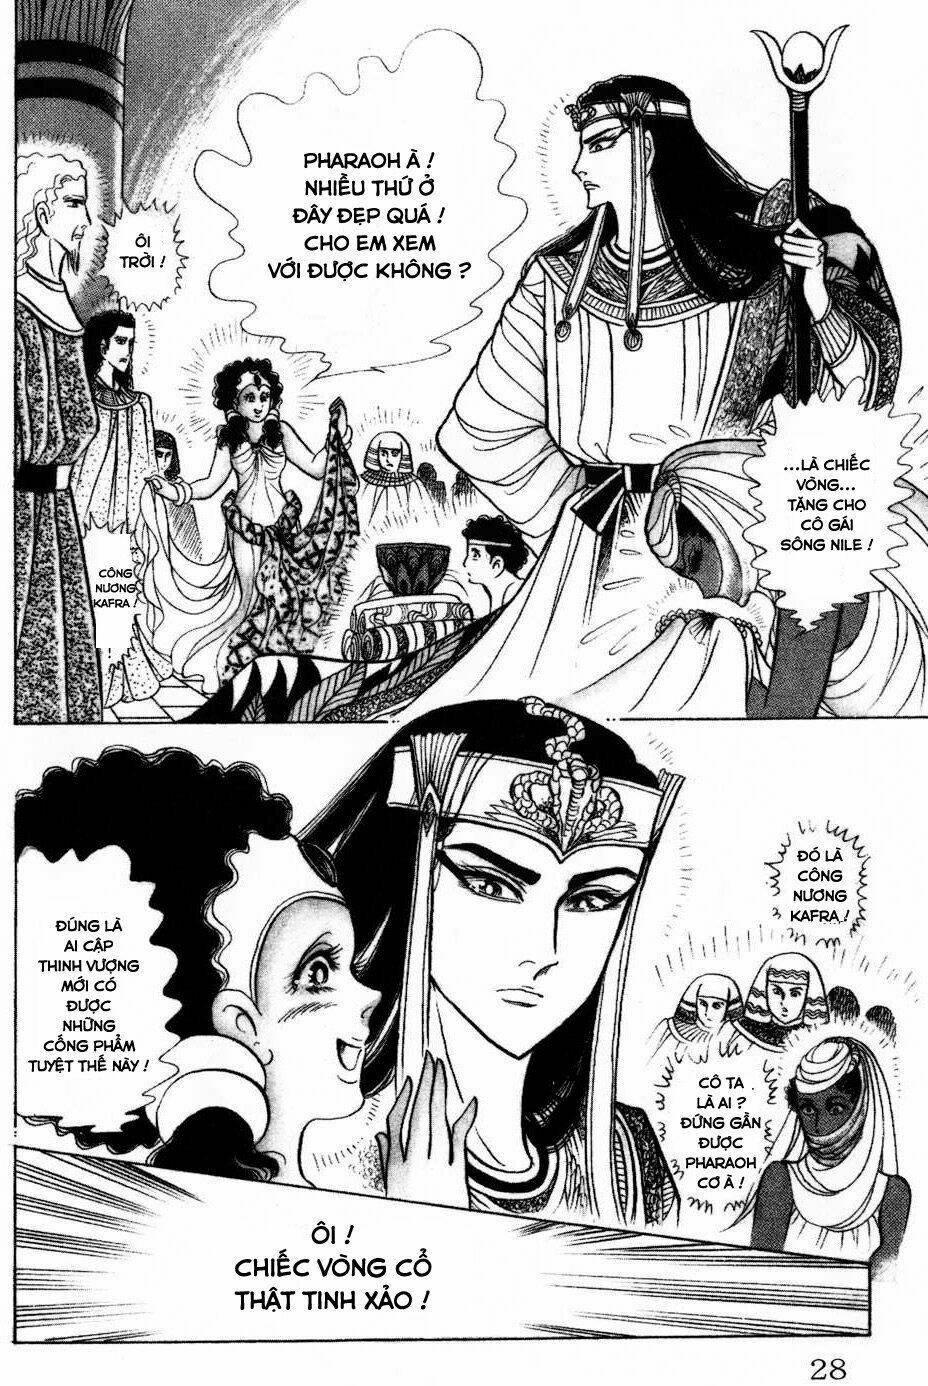 PHARAOH À !
NHIỀU THỨ Ở
ĐÂY ĐẸP QUÁ !
CHO EM XEM
VỚI ĐƯỢC KHÔNG ?
ÔI
TRỜI !
CÔNG
NƯƠNG
KAFRA !
...LÀ CHIẾC
VÒNG...
TẶNG CHO
CÔ GÁI
SÔNG NILE !
ĐÚNG LÀ
AI CẬP
THỊNH VƯỢNG
MỚI CÓ
ĐƯỢC
NHỮNG
CỐNG PHẨM
TUYỆT THẾ NÀY !
ĐÓ LÀ
CÔNG
NƯƠNG
KAFRA !
CÔ TA
LÀ AI ?
ĐỨNG GẦN
ĐƯỢC
PHARAOH
CƠ À !
ÔI !
CHIẾC VÒNG CỔ
THẬT TINH XẢO !
28